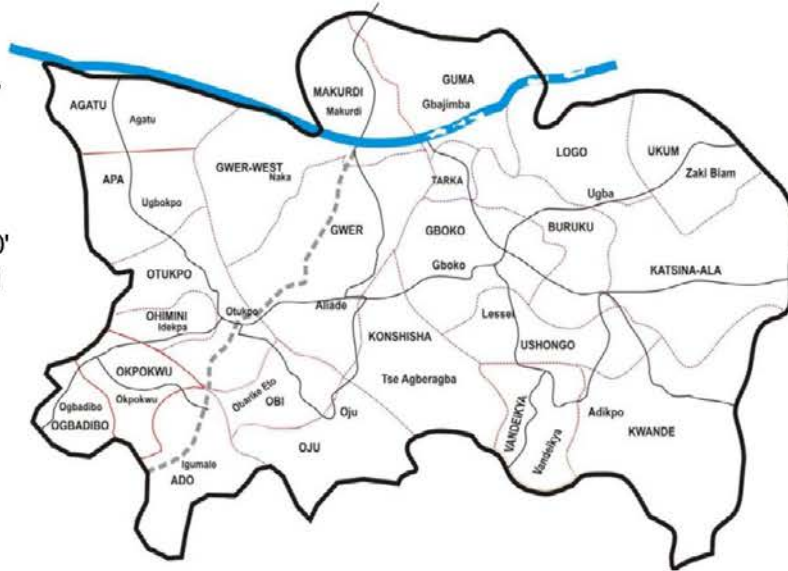 MAKURDI
Makurdi
GUMA
Gbajimba
AGATU
Agatu
APA
Ugbokpo
GWER-WEST
Naka
TARKA
LOGO
Ugba
UKUM
Zaki Biam
GWER
GBOKO
Gboko
BURUKU
KATSINA-ALA
OTUKPO
Otukpo
OHIMINI
Idekpa
Aliade
KONSHISHA
Tse Agberagba
Lessel
USHONGO
OKPOKWU
Okpokwu
Ogbadibo
OGBADIBO
Obarike Eto
OBI
Oju
OJU
Igumale
ADO
VANDEIKYA
Vandeikya
Adikpo
KWANDE